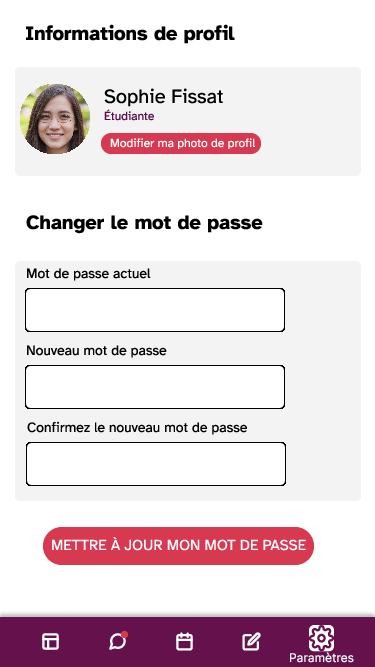 Informations de profil
Sophie Fissat
Étudiante
Modifier ma photo de profil
Changer le mot de passe
Mot de passe actuel
Nouveau mot de passe
Confirmez le nouveau mot de passe
METTRE À JOUR MON MOT DE PASSE
Paramètres